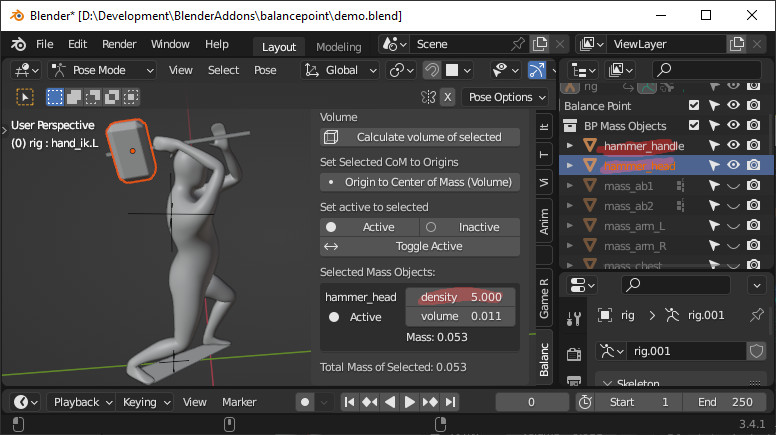 Blender* [D:\Development\BlenderAddons\balancepoint\demo.blend]
File Edit Render Window Layout Modeling Scene ViewLayer
Pose Mode View Select Pose Global
rig
X Pose Options
Balance Point
User Perspective
(0) rig : hand_ik.L
BP Mass Objects
hammer_handle
hammer_head
mass_ab1
mass_ab2
mass_arm_L
mass_arm_R
mass_chest
Volume
Calculate volume of selected
Set Selected CoM to Origins
Origin to Center of Mass (Volume)
Set active to selected
Active Inactive
Toggle Active
Selected Mass Objects:
hammer_head density 5.000
Active volume 0.011
Mass: 0.053
Total Mass of Selected: 0.053
It
T
Vi
Anim
Game R
Balanc
rig rig.001
rig.001
Skeleton
Playback Keying View Marker 0 Start 1 End 250
3.4.1